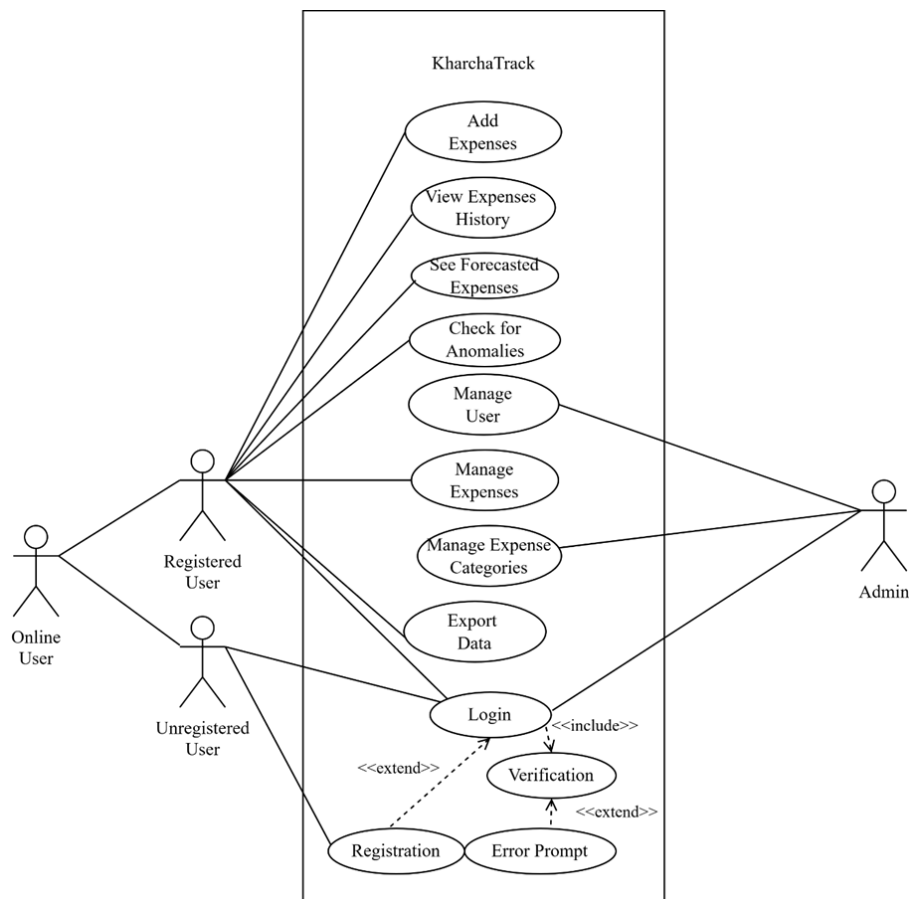 KharchaTrack
Add
Expenses
View Expenses
History
See Forecasted
Expenses
Check for
Anomalies
Manage
User
Manage
Expenses
Manage Expense
Categories
Export
Data
Registered
User
Online
User
Unregistered
User
Admin
Login
<<include>>
<<extend>>
Verification
<<extend>>
Registration
Error Prompt